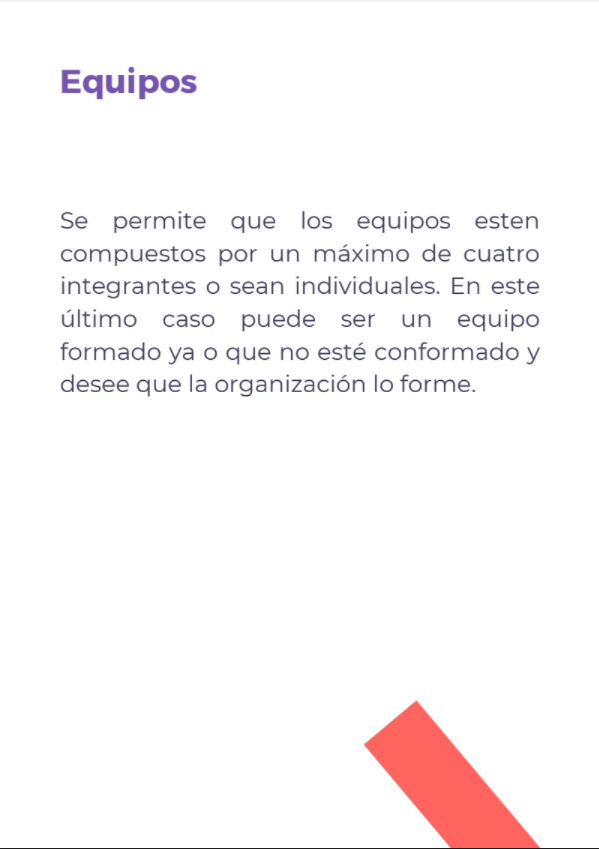 Equipos
Se permite que los equipos esten
compuestos por un máximo de cuatro
integrantes o sean individuales. En este
último caso puede ser un equipo
formado ya o que no esté conformado y
desee que la organización lo forme.